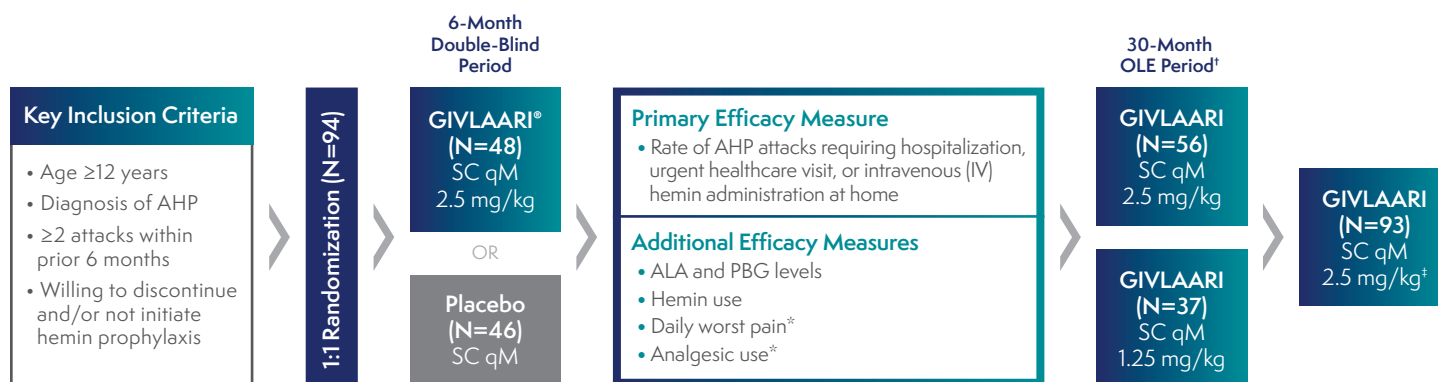 Key Inclusion Criteria
• Age ≥12 years
• Diagnosis of AHP
• ≥2 attacks within
prior 6 months
• Willing to discontinue
and/or not initiate
hemin prophylaxis
1:1 Randomization (N=94)
6-Month
Double-Blind
Period
GIVLAARI®
(N=48)
SC qM
2.5 mg/kg
OR
Placebo
(N=46)
SC qM
Primary Efficacy Measure
• Rate of AHP attacks requiring hospitalization,
urgent healthcare visit, or intravenous (IV)
hemin administration at home
Additional Efficacy Measures
• ALA and PBG levels
• Hemin use
• Daily worst pain*
• Analgesic use*
30-Month
OLE Period†
GIVLAARI
(N=56)
SC qM
2.5 mg/kg
GIVLAARI
(N=37)
SC qM
1.25 mg/kg
GIVLAARI
(N=93)
SC qM
2.5 mg/kg‡